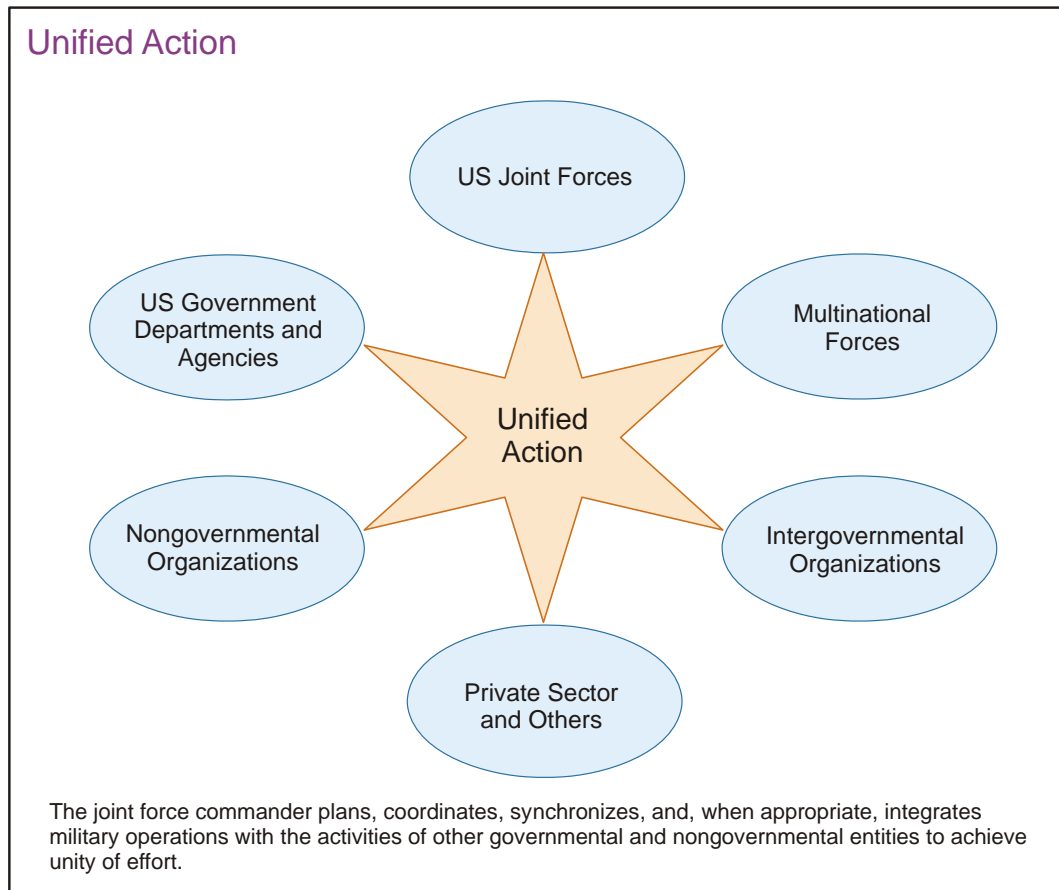 Unified Action
US Joint Forces
US Government
Departments and
Agencies
Multinational
Forces
Unified
Action
Nongovernmental
Organizations
Intergovernmental
Organizations
Private Sector
and Others
The joint force commander plans, coordinates, synchronizes, and, when appropriate, integrates
military operations with the activities of other governmental and nongovernmental entities to achieve
unity of effort.